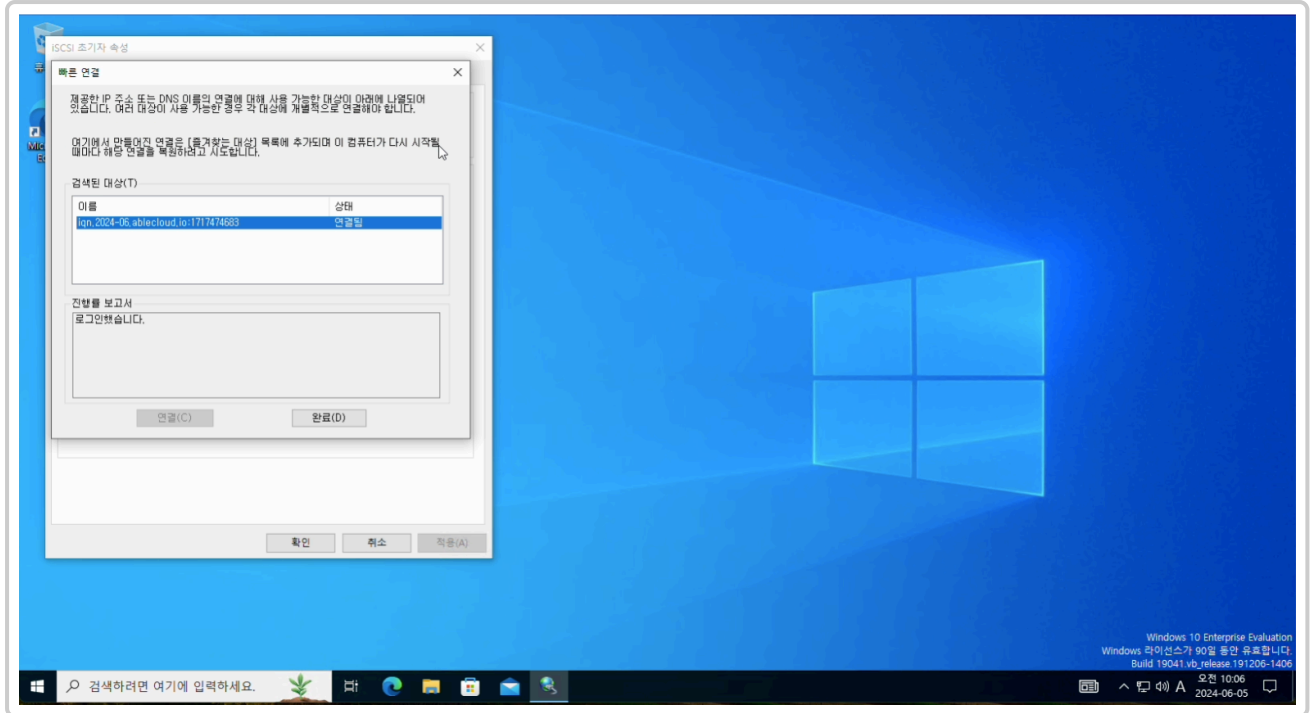 iSCSI 초기자 속성
빠른 연결
제공한 IP 주소 또는 DNS 이름의 연결에 대해 사용 가능한 대상이 아래에 나열되어
있습니다. 여러 대상이 사용 가능한 경우 각 대상에 개별적으로 연결해야 합니다.
여기에서 만들어진 연결은 [즐겨찾는 대상] 목록에 추가되며 이 컴퓨터가 다시 시작될
때마다 해당 연결을 복원하려고 시도합니다.
검색된 대상(T)
이름 상태
iqn.2024-06.ablecloud.io:1717474683 연결됨
진행률 보고서
로그인했습니다.
연결(C) 완료(D)
확인 취소 적용(A)
Windows 10 Enterprise Evaluation
Windows 라이선스가 90일 동안 유효합니다.
Build 19041.vb_release.191206-1406
검색하려면 여기에 입력하세요.
A
오전 10:06
2024-06-05